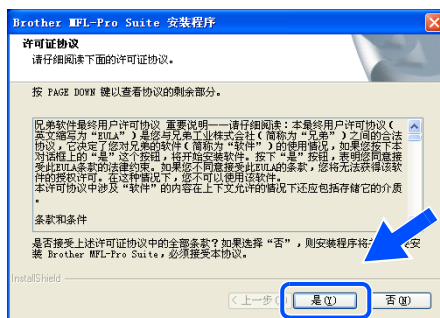 Brother MFL-Pro Suite 安装程序
许可证协议
请仔细阅读下面的许可证协议。
按 PAGE DOWN 键以查看协议的剩余部分。
兄弟软件最终用户许可协议 重要说明——请仔细阅读：本最终用户许可协议（
英文缩写为“EULA”）是您与兄弟工业株式会社（简称为“兄弟”）之间的合法
协议，它决定了您对兄弟的软件（简称为“软件”）的使用情况，如果您按下本
对话框上的“是”这个按钮，将开始安装软件。按下“是”按钮，表明您同意接
受此EULA条款的法律约束。如果您不同意接受此EULA的条款，您将无法获得该软
件的授权许可。在这种情况下，您不可以使用该软件。
本许可协议中涉及“软件”的内容在上下文允许的情况下还应包括存储它的介质
。
条款和条件
是否接受上述许可证协议中的全部条款？如果选择“否”，则安装程序将 安
装 Brother MFL-Pro Suite，必须接受本协议。
InstallShield
<上一步( 是(Y) 否(N)